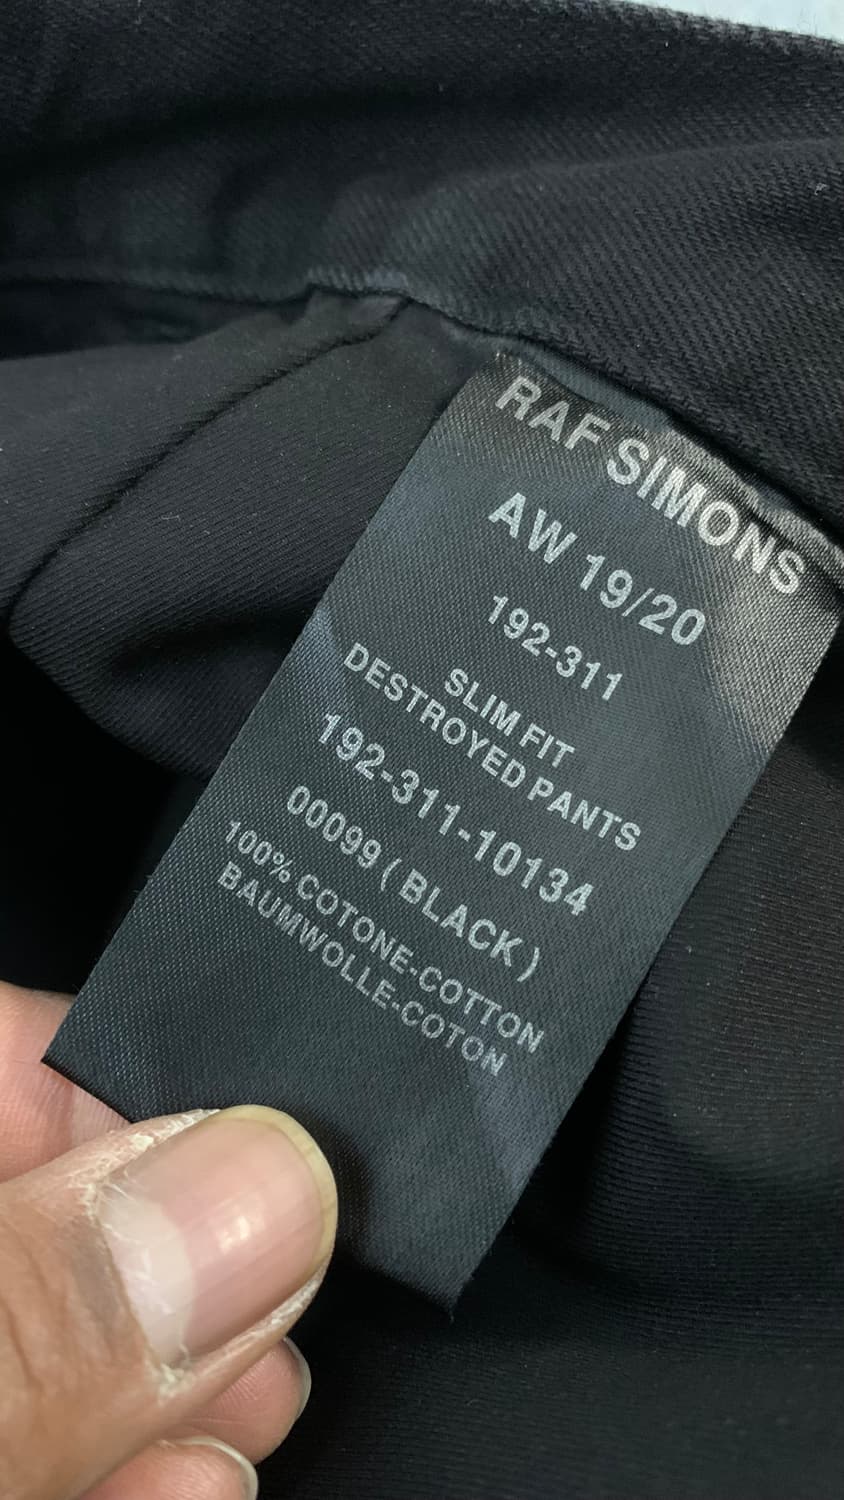 RAF SIMONS
AW 19/20
192-311
SLIM FIT
DESTROYED PANTS
192-311-10134
00099 ( BLACK )
100% COTONE-COTTON
BAUMWOLLE-COTON